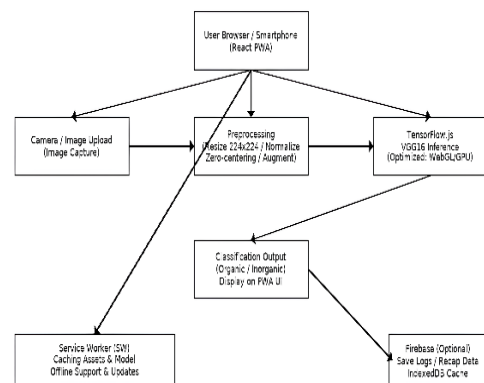 User Browser / Smartphone
(React PWA)
Camera / Image Upload
(Image Capture)
Preprocessing
(Resize 224x224 / Normalize
Zero-centering / Augment)
TensorFlow.js
VGG16 Inference
(Optimized: WebGL/GPU)
Classification Output
(Organic / Inorganic)
Display on PWA UI
Service Worker (SW)
Caching Assets & Model
Offline Support & Updates
Firebase (Optional)
Save Logs / Recap Data
IndexedDB Cache